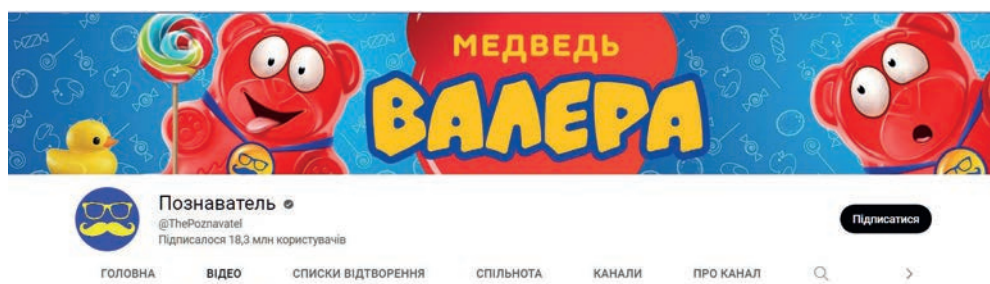 МЕДВЕДЬ
ВАЛЕРА
Познаватель
@ThePoznavatel
Підписалося 18,3 млн користувачів
Підписатися
ГОЛОВНА ВІДЕО СПИСКИ ВІДТВОРЕННЯ СПІЛЬНОТА КАНАЛИ ПРО КАНАЛ